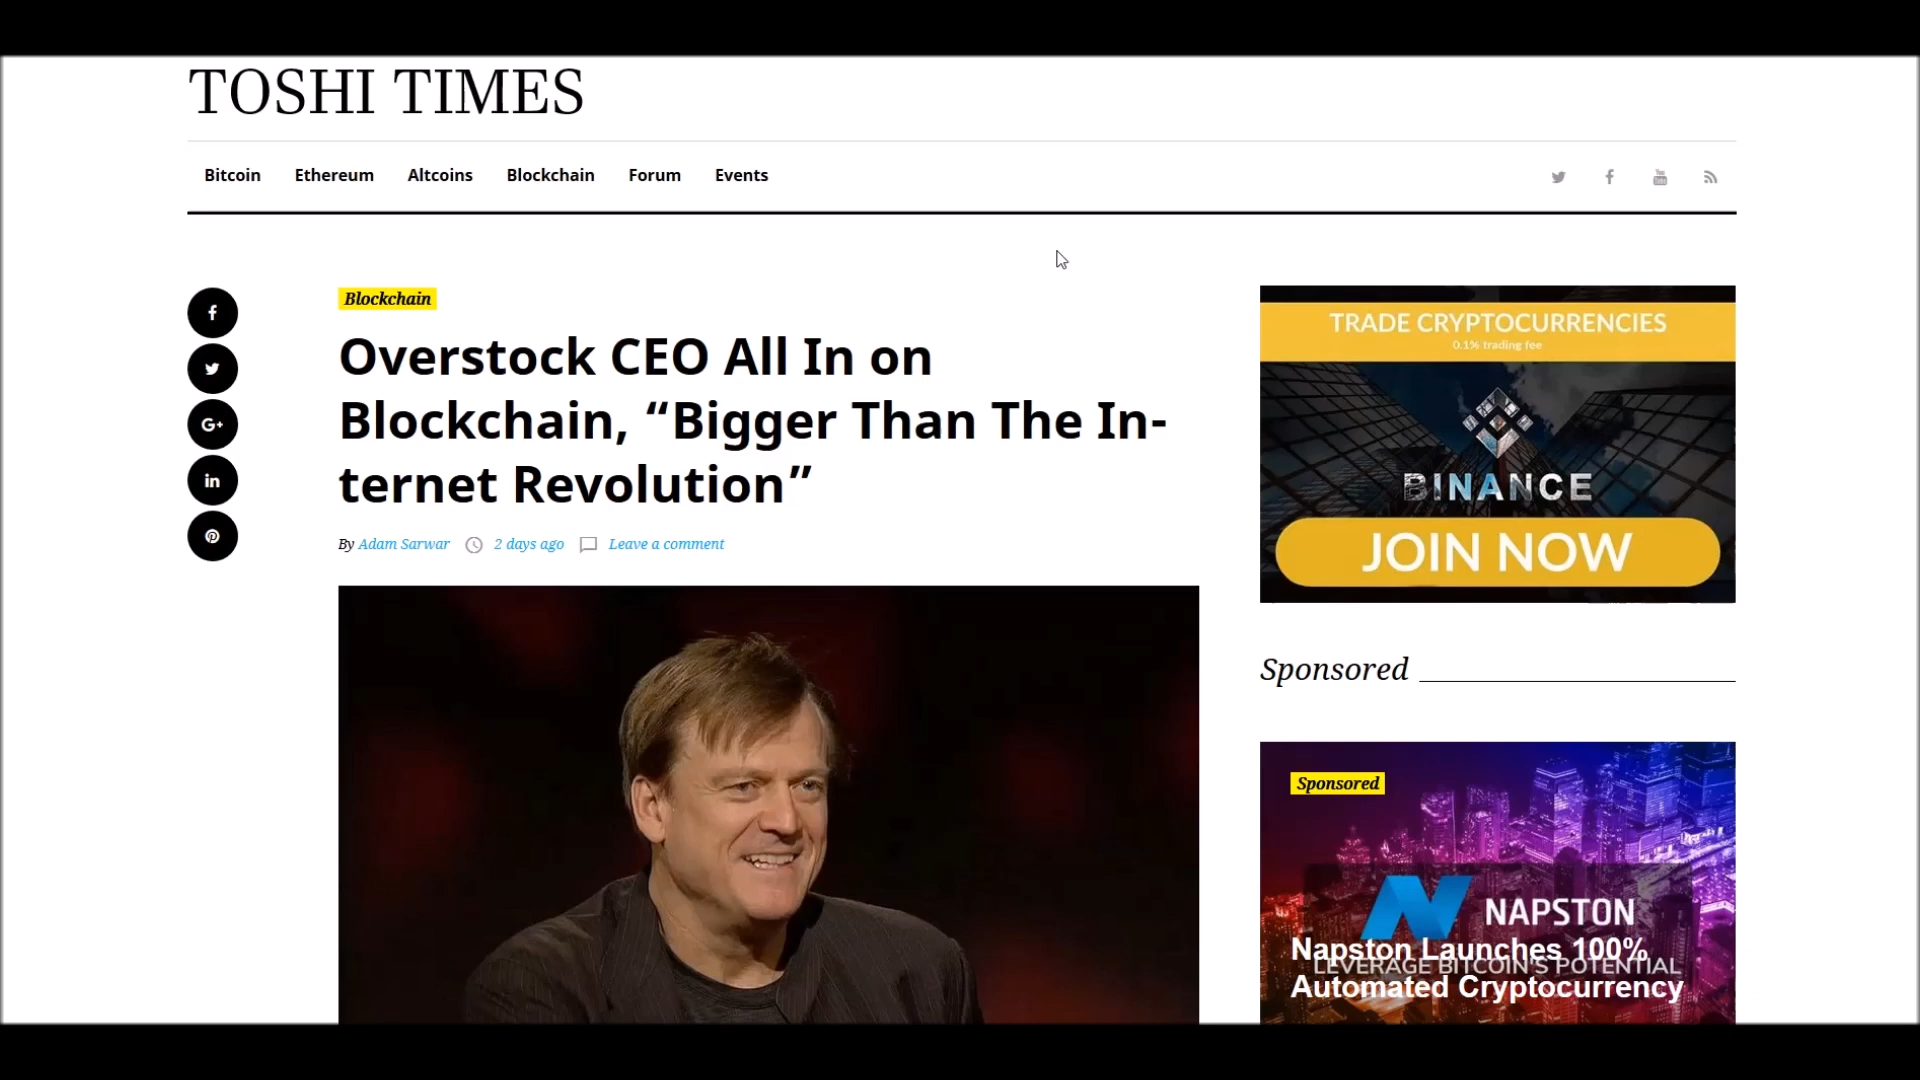 TOSHI TIMES
Bitcoin Ethereum Altcoins Blockchain Forum Events
Blockchain
Overstock CEO All In on
Blockchain, “Bigger Than The In-
ternet Revolution”
By Adam Sarwar 2 days ago Leave a comment
TRADE CRYPTOCURRENCIES
0.1% trading fee
BINANCE
JOIN NOW
Sponsored
Sponsored
NAPSTON
Napston Launches 100%
LEVERAGE BITCOIN'S POTENTIAL
Automated Cryptocurrency